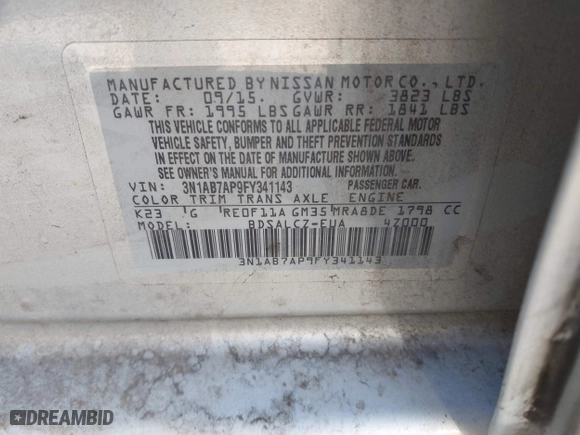 MANUFACTURED BY NISSAN MOTOR CO., LTD.
DATE: 09/15. GVWR: 3823 LBS
GAWR FR: 1995 LBS GAWR RR: 1841 LBS
THIS VEHICLE CONFORMS TO ALL APPLICABLE FEDERAL MOTOR
VEHICLE SAFETY, BUMPER AND THEFT PREVENTION STANDARDS
IN EFFECT ON THE DATE OF MANUFACTURE SHOWN ABOVE.
SEE OWNER'S MANUAL FOR ADDITIONAL INFORMATION.
VIN: 3N1AB7AP9FY341143 PASSENGER CAR.
COLOR TRIM TRANS AXLE ENGINE
K23 G RE0F11A GM35 MRA8DE 1798 CC
MODEL: BDSALCZ-EUA 4Z000
3N1AB7AP9FY341143
DREAMBID